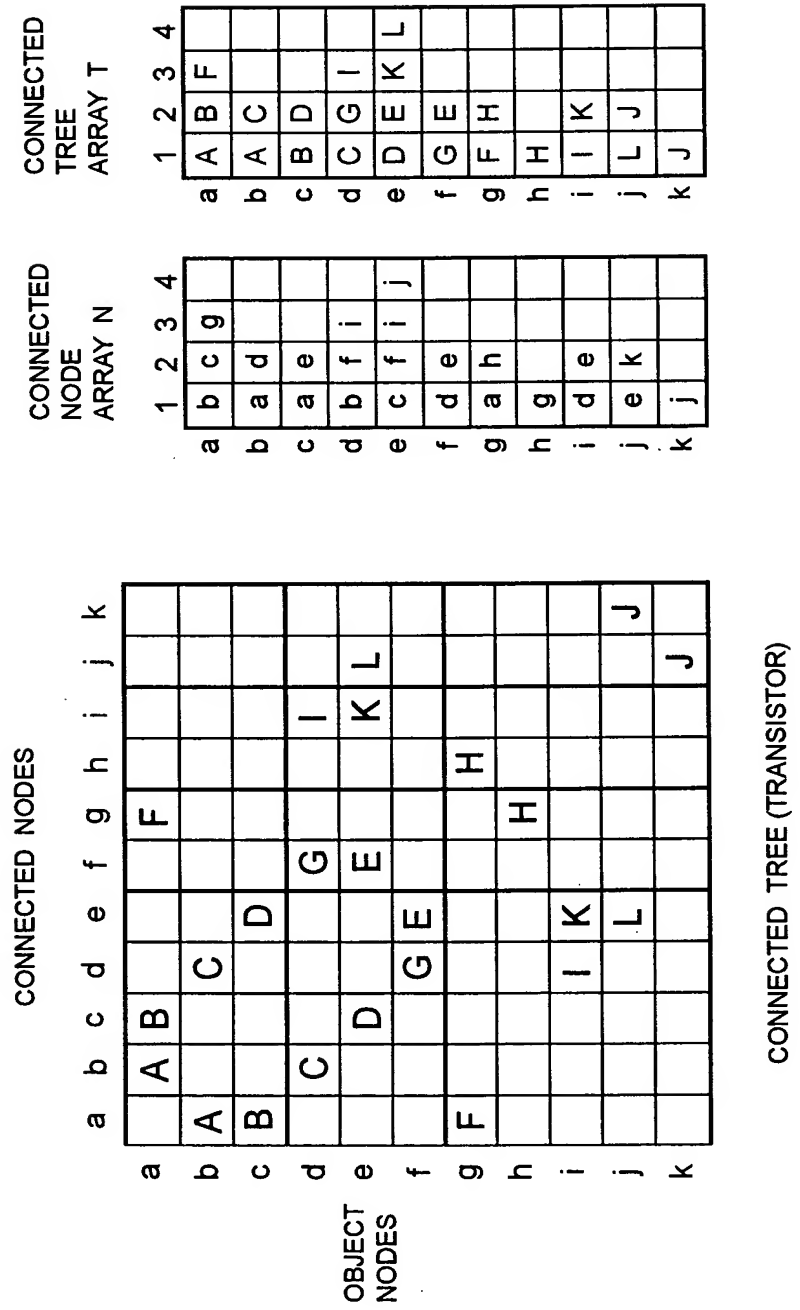 CONNECTED NODES
a b c d e f g h i j k
a A B F
b A C
c B D
d C G I
e D E K L
f G E
g F H
h H
i I K
j L J
k J
OBJECT
NODES
CONNECTED TREE (TRANSISTOR)
CONNECTED
NODE
ARRAY N
1 2 3 4
a b c g
b a d
c a e
d b f i
e c f i j
f d e
g a h
h g
i d e
j e k
k j
CONNECTED
TREE
ARRAY T
1 2 3 4
a A B F
b A C
c B D
d C G I
e D E K L
f G E
g F H
h H
i I K
j L J
k J